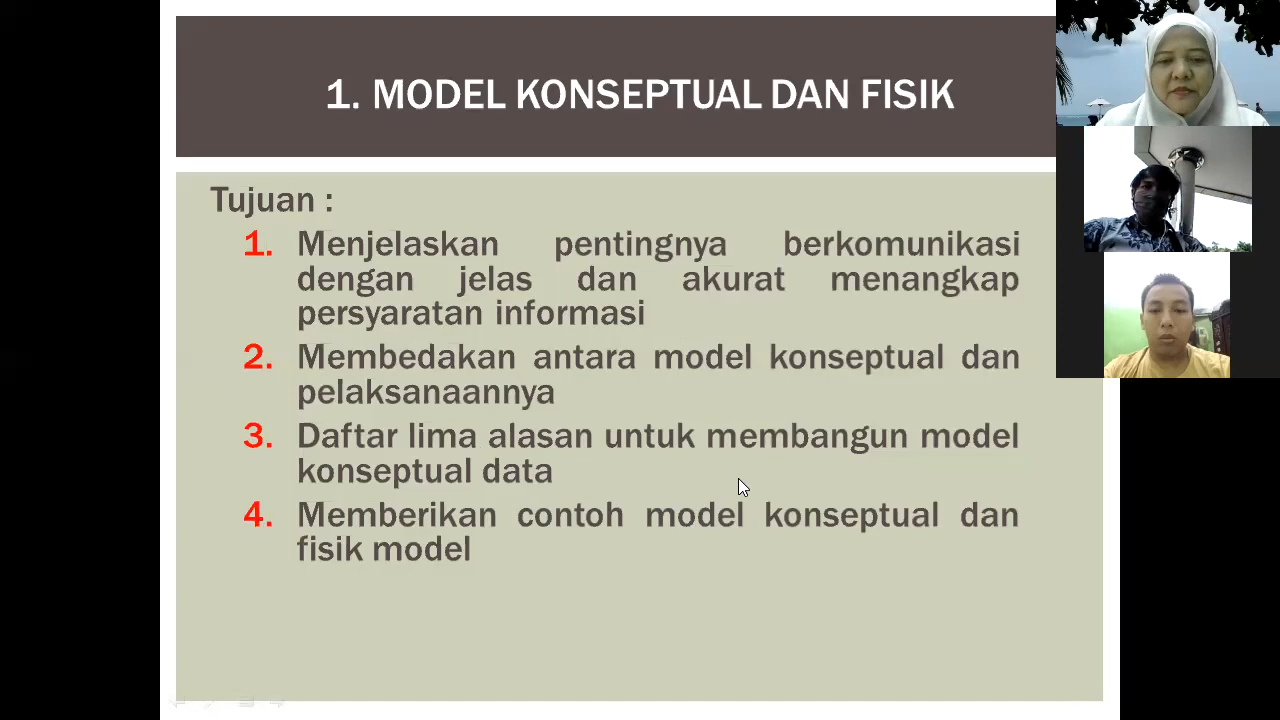 1. MODEL KONSEPTUAL DAN FISIK
Tujuan :
1. Menjelaskan pentingnya berkomunikasi
dengan jelas dan akurat menangkap
persyaratan informasi
2. Membedakan antara model konseptual dan
pelaksanaannya
3. Daftar lima alasan untuk membangun model
konseptual data
4. Memberikan contoh model konseptual dan
fisik model